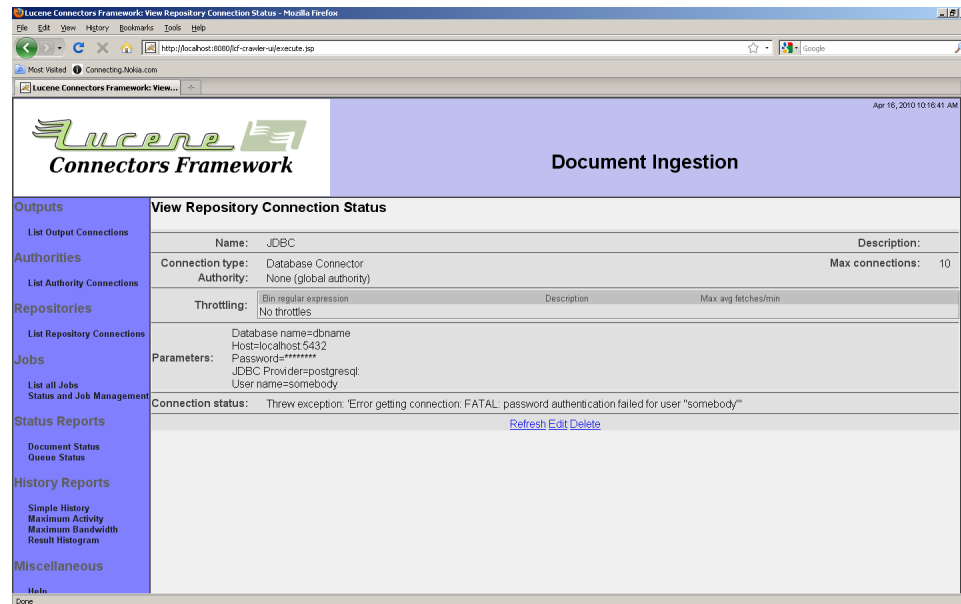 Lucene Connectors Framework: View Repository Connection Status - Mozilla Firefox
File Edit View History Bookmarks Tools Help
http://localhost:8080/lcf-crawler-ui/execute.jsp
Google
Most Visited Connecting.Nokia.com
Lucene Connectors Framework: View...
Apr 16, 2010 10:16:41 AM
Lucene
Connectors Framework
Document Ingestion
Outputs
List Output Connections
Authorities
List Authority Connections
Repositories
List Repository Connections
Jobs
List all Jobs
Status and Job Management
Status Reports
Document Status
Queue Status
History Reports
Simple History
Maximum Activity
Maximum Bandwidth
Result Histogram
Miscellaneous
Help
View Repository Connection Status
Name: JDBC Description:
Connection type: Database Connector Max connections: 10
Authority: None (global authority)
Throttling: Bin regular expression Description Max avg fetches/min
No throttles
Parameters: Database name=dbname
Host=localhost:5432
Password=********
JDBC Provider=postgresql:
User name=somebody
Connection status: Threw exception: 'Error getting connection: FATAL: password authentication failed for user "somebody"'
Refresh Edit Delete
Done